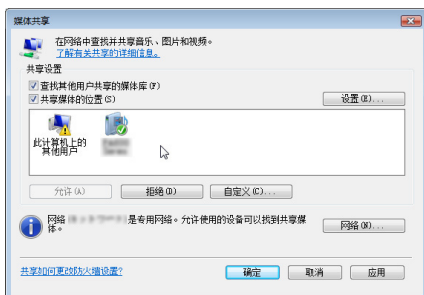 媒体共享
在网络中查找并共享音乐、图片和视频。
了解有关共享的详细信息。
共享设置
查找其他用户共享的媒体库(F)
共享媒体的位置(S)
设置(E)...
此计算机上的
其他用户
允许(A)
拒绝(D)
自定义(C)...
网络
是专用网络。允许使用的设备可以找到共享媒
体。
网络(N)...
共享如何更改防火墙设置?
确定
取消
应用